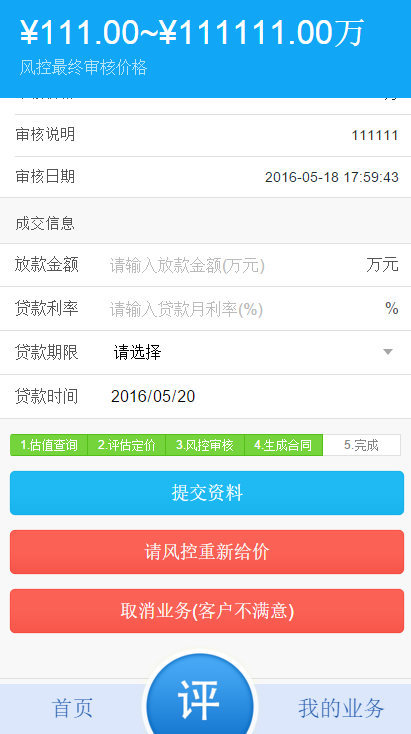 ¥111.00~¥111111.00万
风控最终审核价格
审核说明 111111
审核日期 2016-05-18 17:59:43
成交信息
放款金额 请输入放款金额(万元) 万元
贷款利率 请输入贷款月利率(%) %
贷款期限 请选择
贷款时间 2016/05/20
1.估值查询 2.评估定价 3.风控审核 4.生成合同 5.完成
提交资料
请风控重新给价
取消业务(客户不满意)
首页 评 我的业务